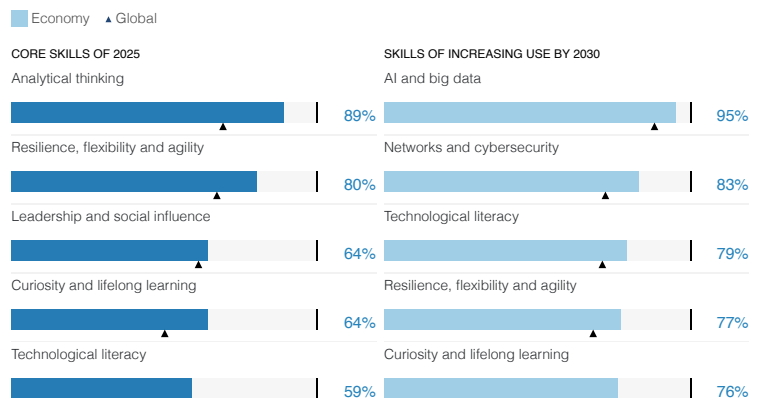 Economy ▲ Global
CORE SKILLS OF 2025
Analytical thinking
89%
Resilience, flexibility and agility
80%
Leadership and social influence
64%
Curiosity and lifelong learning
64%
Technological literacy
59%
SKILLS OF INCREASING USE BY 2030
AI and big data
95%
Networks and cybersecurity
83%
Technological literacy
79%
Resilience, flexibility and agility
77%
Curiosity and lifelong learning
76%